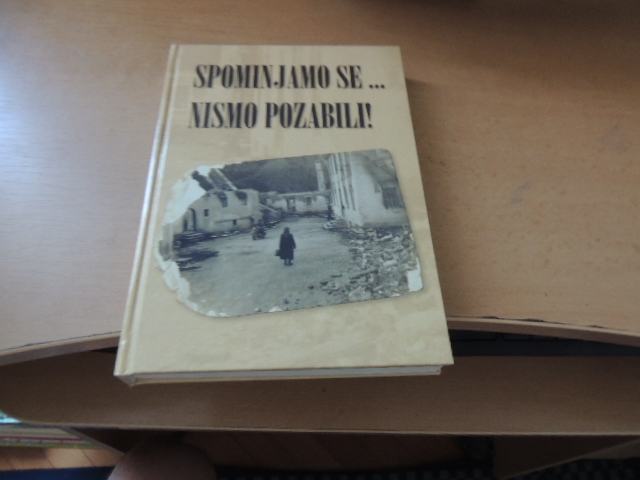 SPOMINJAMO SE ...
NISMO POZABILI!